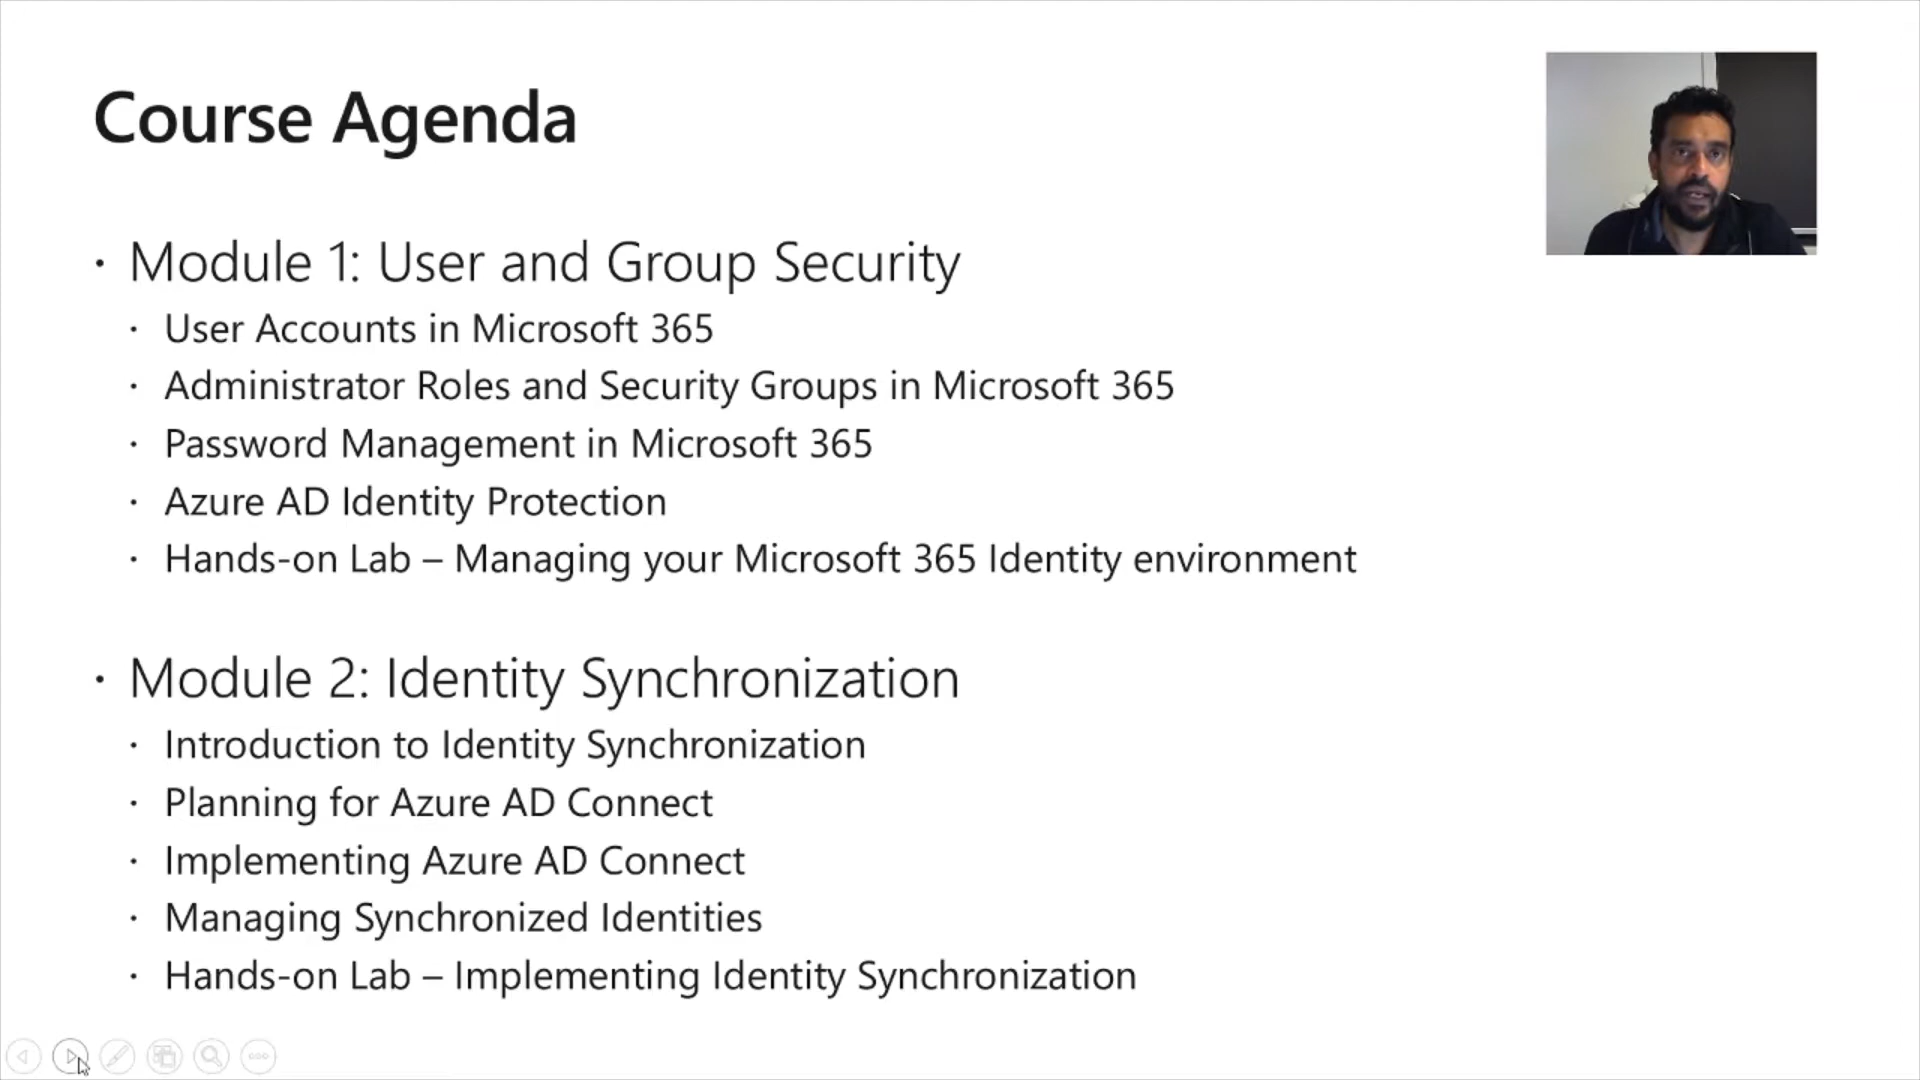 Course Agenda
· Module 1: User and Group Security
· User Accounts in Microsoft 365
· Administrator Roles and Security Groups in Microsoft 365
· Password Management in Microsoft 365
· Azure AD Identity Protection
· Hands-on Lab – Managing your Microsoft 365 Identity environment
· Module 2: Identity Synchronization
· Introduction to Identity Synchronization
· Planning for Azure AD Connect
· Implementing Azure AD Connect
· Managing Synchronized Identities
· Hands-on Lab – Implementing Identity Synchronization